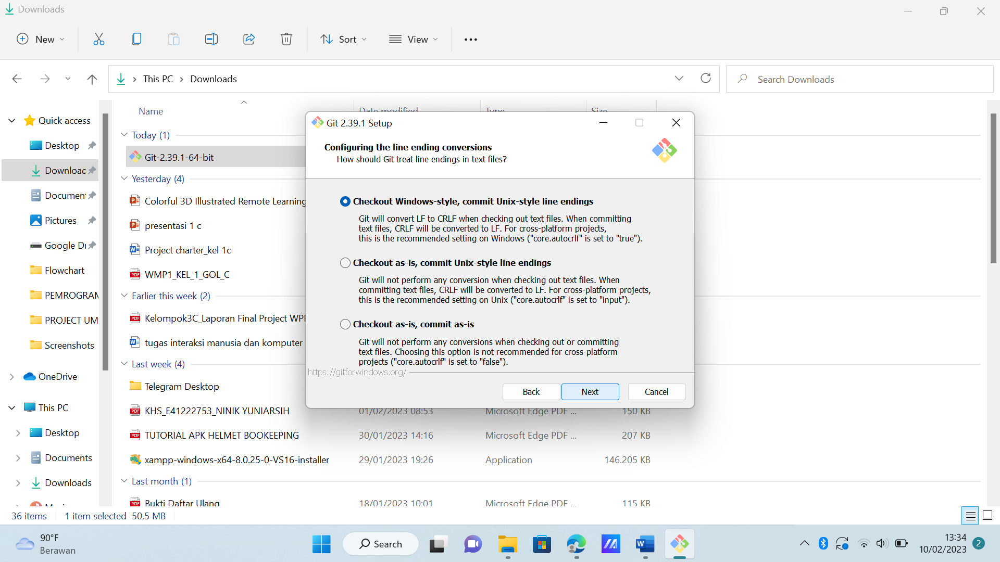 Downloads
New
Sort
View
This PC
Downloads
Search Downloads
Name
Date modified
Type
Size
Quick access
Desktop
Download
Document
Pictures
Google Dr
Flowchart
PEMROGRAM
PROJECT UM
Screenshots
OneDrive
This PC
Desktop
Documents
Downloads
Today (1)
Git-2.39.1-64-bit
Yesterday (4)
Colorful 3D Illustrated Remote Learning
presentasi 1 c
Project charter_kel 1c
WMP1_KEL_1_GOL_C
Earlier this week (2)
Kelompok3C_Laporan Final Project WPF
tugas interaksi manusia dan komputer
Last week (4)
Telegram Desktop
KHS_E41222753_NINIK YUNIARSIH 01/02/2023 08:53 Microsoft Edge PDF ... 150 KB
TUTORIAL APK HELMET BOOKEEPING 30/01/2023 14:16 Microsoft Edge PDF ... 207 KB
xampp-windows-x64-8.0.25-0-VS16-installer 29/01/2023 19:26 Application 146.205 KB
Last month (1)
Bukti Daftar Ulang 18/01/2023 10:01 Microsoft Edge PDF ... 115 KB
Git 2.39.1 Setup
Configuring the line ending conversions
How should Git treat line endings in text files?
Checkout Windows-style, commit Unix-style line endings
Git will convert LF to CRLF when checking out text files. When committing
text files, CRLF will be converted to LF. For cross-platform projects,
this is the recommended setting on Windows ("core.autocrlf" is set to "true").
Checkout as-is, commit Unix-style line endings
Git will not perform any conversion when checking out text files. When
committing text files, CRLF will be converted to LF. For cross-platform projects,
this is the recommended setting on Unix ("core.autocrlf" is set to "input").
Checkout as-is, commit as-is
Git will not perform any conversions when checking out or committing
text files. Choosing this option is not recommended for cross-platform
projects ("core.autocrlf" is set to "false").
https://gitforwindows.org/
Back
Next
Cancel
36 items 1 item selected 50,5 MB
90°F
Berawan
Search
13:34
10/02/2023
2